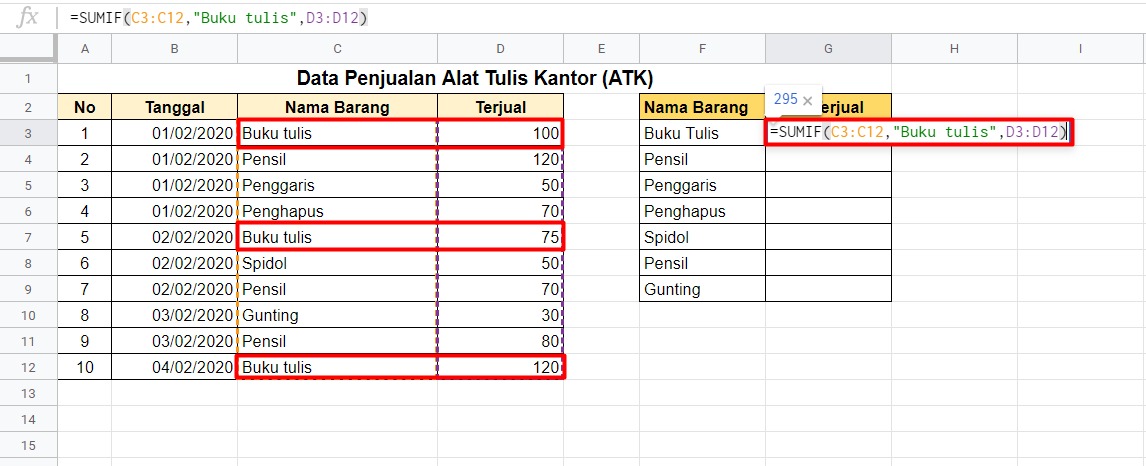 fx =SUMIF(C3:C12,"Buku tulis",D3:D12)
A B C D E F G H I
1 Data Penjualan Alat Tulis Kantor (ATK)
2 No Tanggal Nama Barang Terjual Nama Barang 295 × erjual
3 1 01/02/2020 Buku tulis 100 Buku Tulis =SUMIF(C3:C12,"Buku tulis",D3:D12)
4 2 01/02/2020 Pensil 120 Pensil
5 3 01/02/2020 Penggaris 50 Penggaris
6 4 01/02/2020 Penghapus 70 Penghapus
7 5 02/02/2020 Buku tulis 75 Spidol
8 6 02/02/2020 Spidol 50 Pensil
9 7 02/02/2020 Pensil 70 Gunting
10 8 03/02/2020 Gunting 30
11 9 03/02/2020 Pensil 80
12 10 04/02/2020 Buku tulis 120
13
14
15